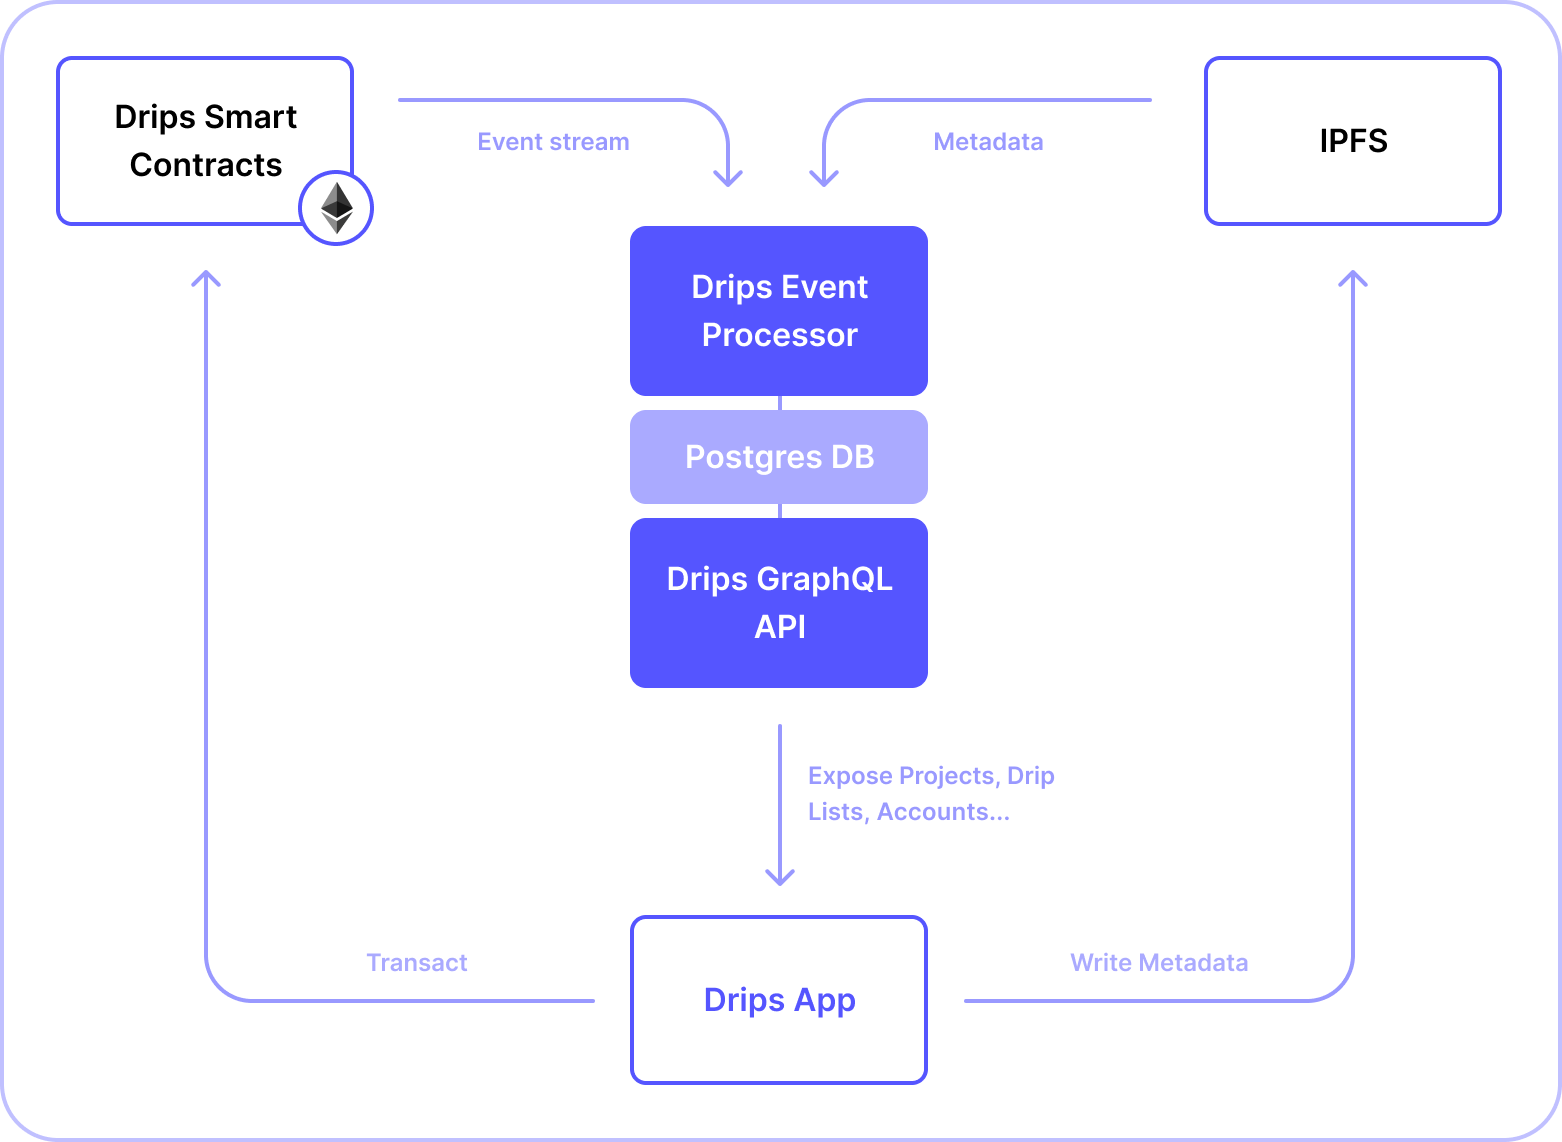 Drips Smart
Contracts
Event stream
Metadata
IPFS
Drips Event
Processor
Postgres DB
Drips GraphQL
API
Expose Projects, Drip
Lists, Accounts...
Transact
Write Metadata
Drips App